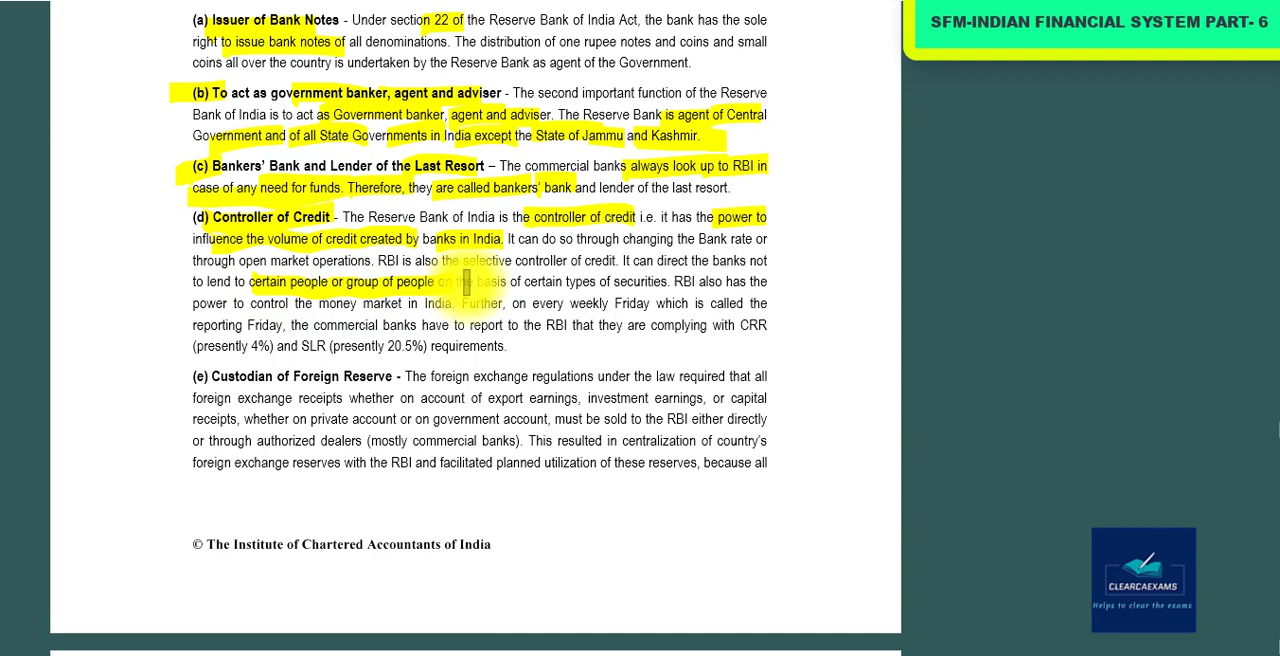 SFM-INDIAN FINANCIAL SYSTEM PART- 6
(a) Issuer of Bank Notes - Under section 22 of the Reserve Bank of India Act, the bank has the sole
right to issue bank notes of all denominations. The distribution of one rupee notes and coins and small
coins all over the country is undertaken by the Reserve Bank as agent of the Government.
(b) To act as government banker, agent and adviser - The second important function of the Reserve
Bank of India is to act as Government banker, agent and adviser. The Reserve Bank is agent of Central
Government and of all State Governments in India except the State of Jammu and Kashmir.
(c) Bankers' Bank and Lender of the Last Resort – The commercial banks always look up to RBI in
case of any need for funds. Therefore, they are called bankers' bank and lender of the last resort.
(d) Controller of Credit - The Reserve Bank of India is the controller of credit i.e. it has the power to
influence the volume of credit created by banks in India. It can do so through changing the Bank rate or
through open market operations. RBI is also the selective controller of credit. It can direct the banks not
to lend to certain people or group of people on the basis of certain types of securities. RBI also has the
power to control the money market in India. Further, on every weekly Friday which is called the
reporting Friday, the commercial banks have to report to the RBI that they are complying with CRR
(presently 4%) and SLR (presently 20.5%) requirements.
(e) Custodian of Foreign Reserve - The foreign exchange regulations under the law required that all
foreign exchange receipts whether on account of export earnings, investment earnings, or capital
receipts, whether on private account or on government account, must be sold to the RBI either directly
or through authorized dealers (mostly commercial banks). This resulted in centralization of country's
foreign exchange reserves with the RBI and facilitated planned utilization of these reserves, because all
© The Institute of Chartered Accountants of India
CLEARCAEXAMS
Helps to clear the exams